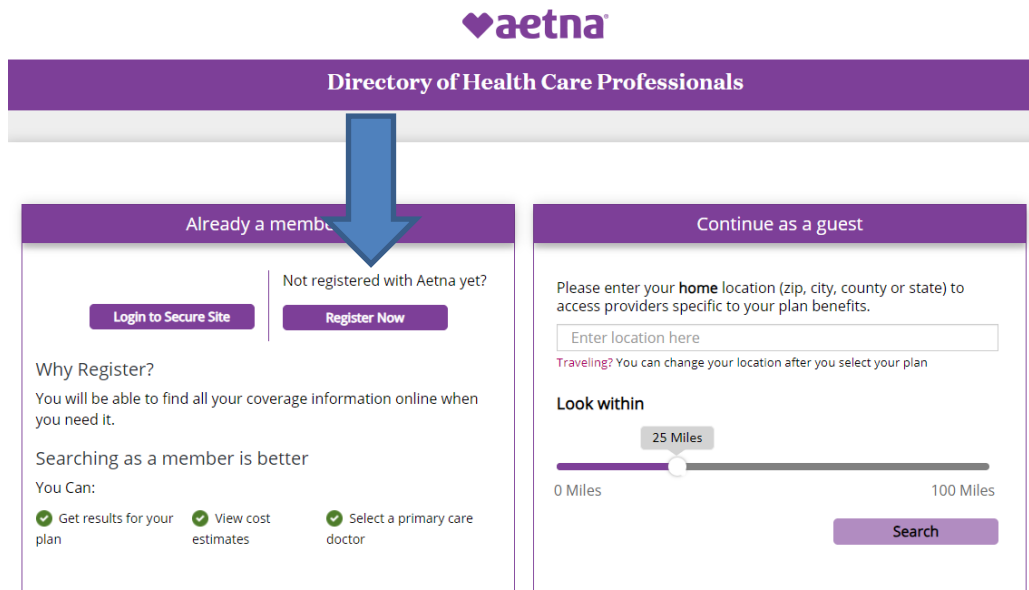 aetna
Directory of Health Care Professionals
Already a
Not registered with Aetna yet?
Login to Secure Site
Register Now
Why Register?
You will be able to find all your coverage information online when
you need it.
Searching as a member is better
You Can:
Get results for your
plan
View cost
estimates
Select a primary care
doctor
Continue as a guest
Please enter your home location (zip, city, county or state) to
access providers specific to your plan benefits.
Enter location here
Traveling? You can change your location after you select your plan
Look within
25 Miles
0 Miles
100 Miles
Search